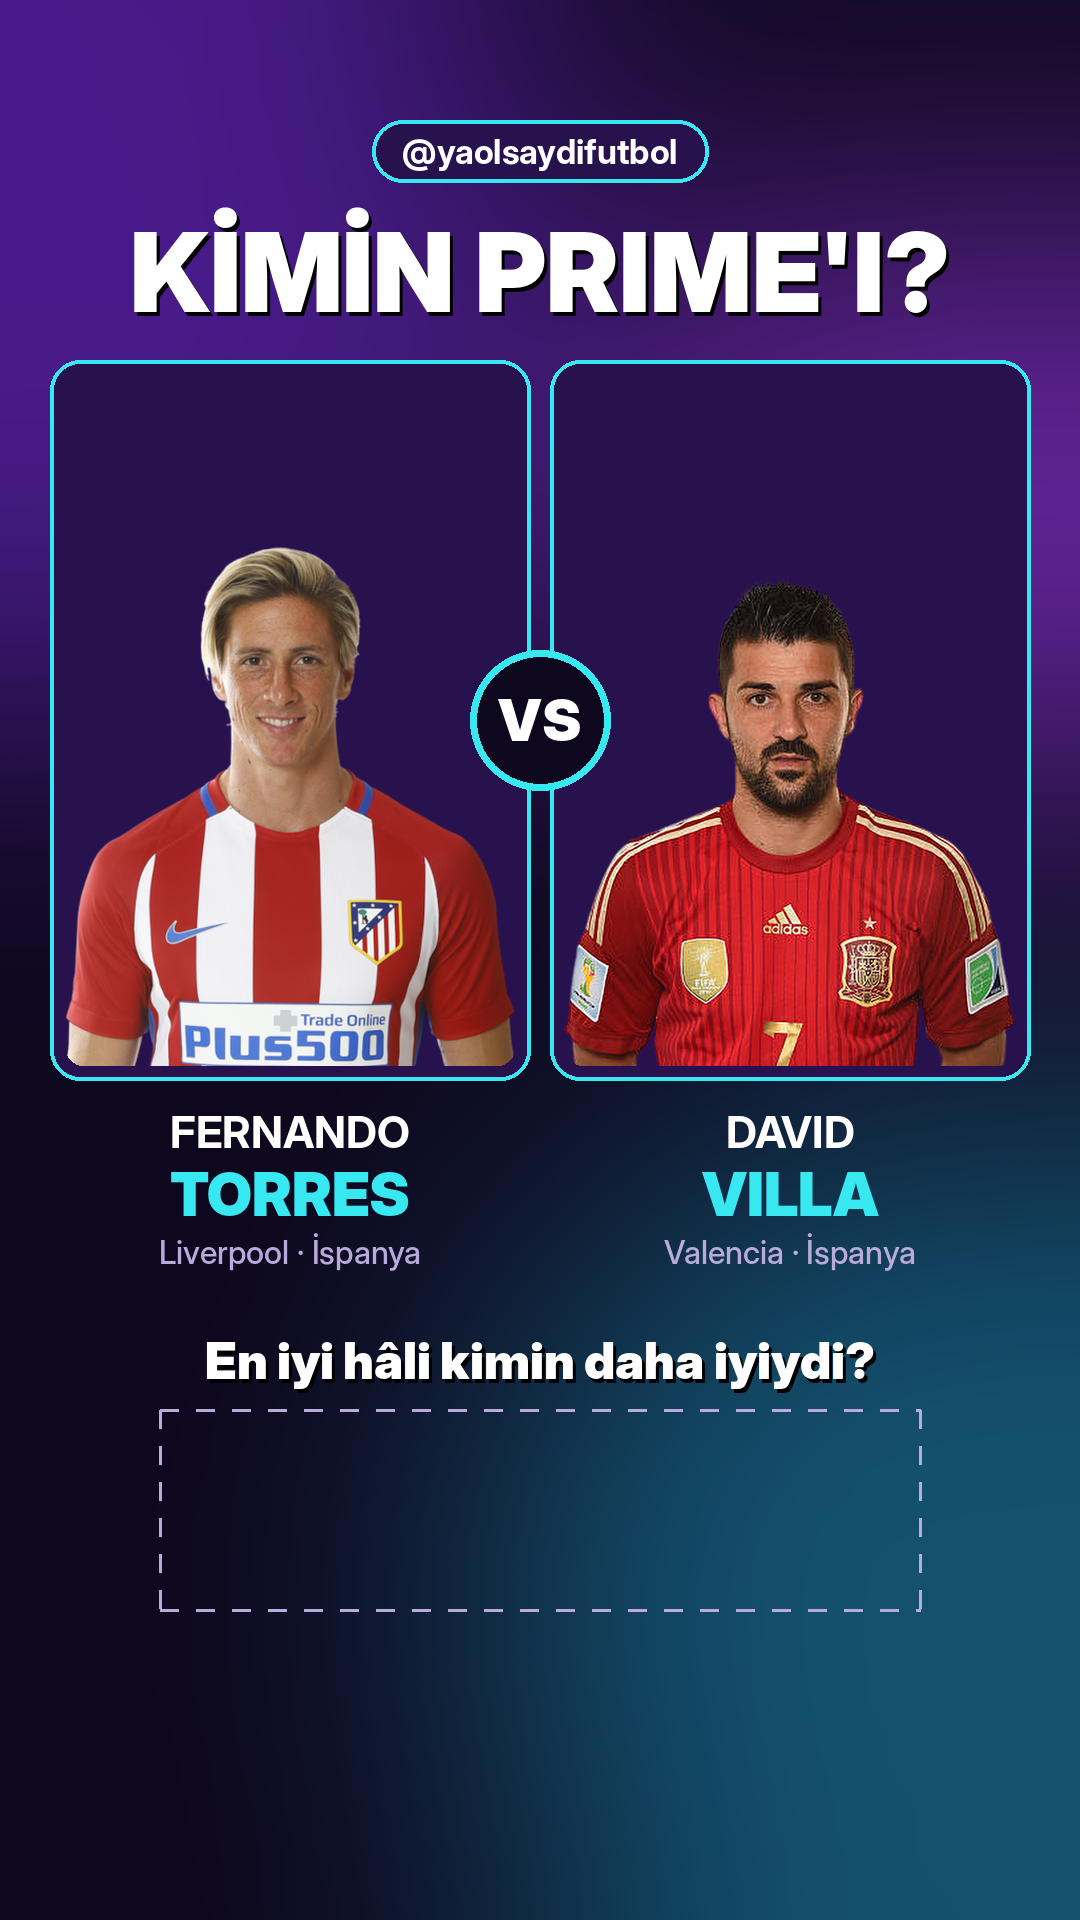 @yaolsaydifutbol
KİMİN PRIME'I?
VS
adidas
FIFA
7
Trade Online
Plus500
FERNANDO
TORRES
Liverpool · İspanya
DAVID
VILLA
Valencia · İspanya
En iyi hâli kimin daha iyiydi?